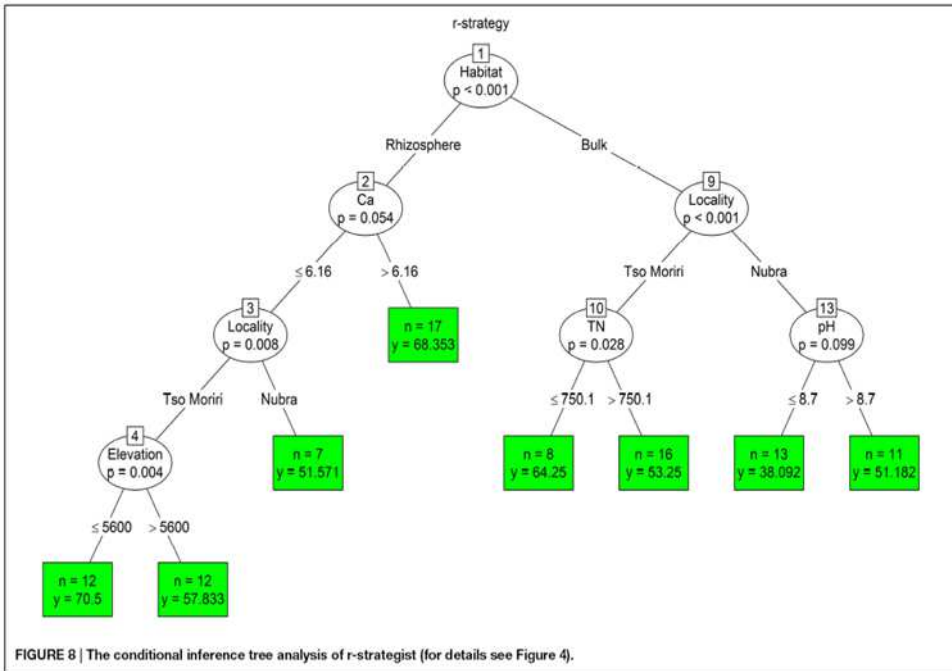 r-strategy
1
Habitat
p < 0.001
Rhizosphere
Bulk
2
Ca
p = 0.054
9
Locality
p < 0.001
≤ 6.16
> 6.16
Tso Moriri
Nubra
3
Locality
p = 0.008
n = 17
y = 68.353
10
TN
p = 0.028
13
pH
p = 0.099
Tso Moriri
Nubra
≤ 750.1
> 750.1
≤ 8.7
> 8.7
4
Elevation
p = 0.004
n = 7
y = 51.571
n = 8
y = 64.25
n = 16
y = 53.25
n = 13
y = 38.092
n = 11
y = 51.182
≤ 5600
> 5600
n = 12
y = 70.5
n = 12
y = 57.833
FIGURE 8 | The conditional inference tree analysis of r-strategist (for details see Figure 4).